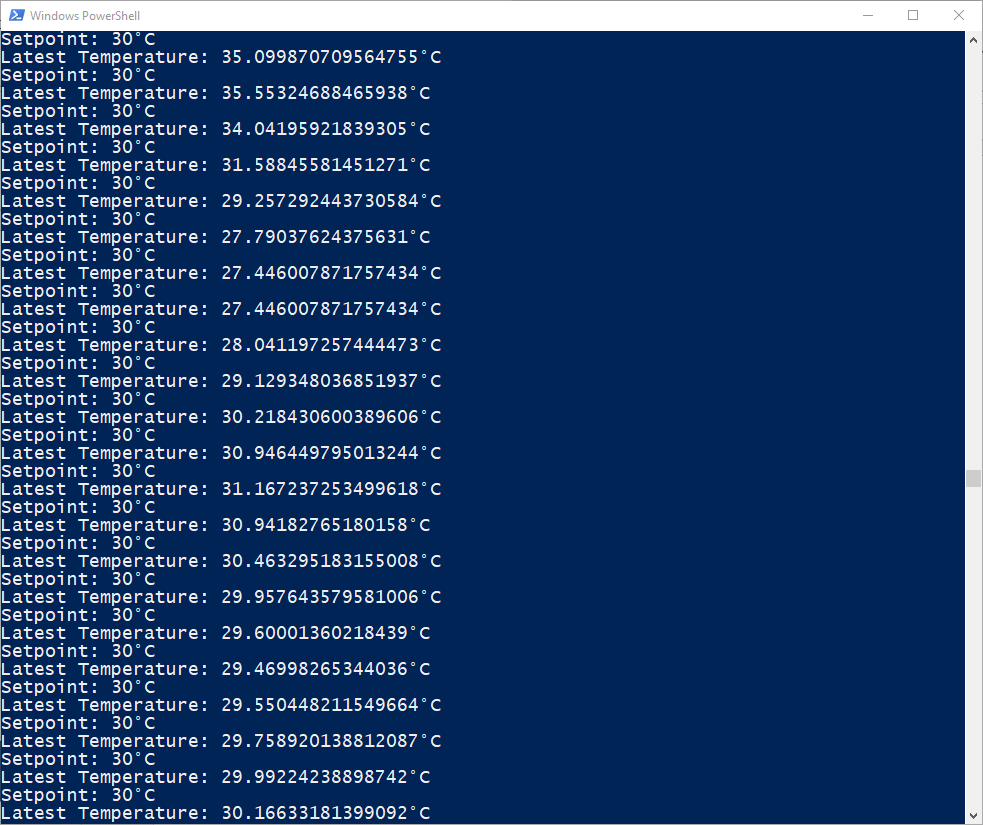 Windows PowerShell
Setpoint: 30°C
Latest Temperature: 35.099870709564755°C
Setpoint: 30°C
Latest Temperature: 35.55324688465938°C
Setpoint: 30°C
Latest Temperature: 34.04195921839305°C
Setpoint: 30°C
Latest Temperature: 31.58845581451271°C
Setpoint: 30°C
Latest Temperature: 29.257292443730584°C
Setpoint: 30°C
Latest Temperature: 27.79037624375631°C
Setpoint: 30°C
Latest Temperature: 27.446007871757434°C
Setpoint: 30°C
Latest Temperature: 27.446007871757434°C
Setpoint: 30°C
Latest Temperature: 28.041197257444473°C
Setpoint: 30°C
Latest Temperature: 29.129348036851937°C
Setpoint: 30°C
Latest Temperature: 30.218430600389606°C
Setpoint: 30°C
Latest Temperature: 30.946449795013244°C
Setpoint: 30°C
Latest Temperature: 31.167237253499618°C
Setpoint: 30°C
Latest Temperature: 30.94182765180158°C
Setpoint: 30°C
Latest Temperature: 30.463295183155008°C
Setpoint: 30°C
Latest Temperature: 29.957643579581006°C
Setpoint: 30°C
Latest Temperature: 29.60001360218439°C
Setpoint: 30°C
Latest Temperature: 29.46998265344036°C
Setpoint: 30°C
Latest Temperature: 29.550448211549664°C
Setpoint: 30°C
Latest Temperature: 29.758920138812087°C
Setpoint: 30°C
Latest Temperature: 29.99224238898742°C
Setpoint: 30°C
Latest Temperature: 30.16633181399092°C